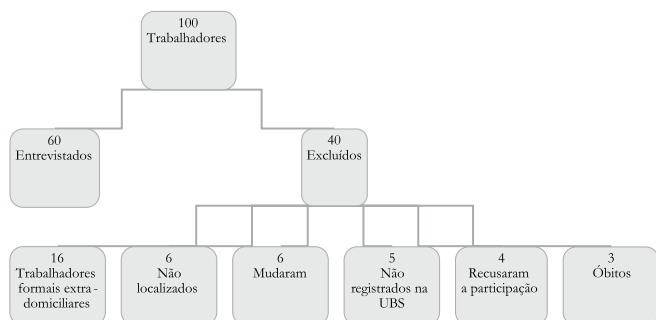 100
Trabalhadores
60
Entrevistados
40
Excluídos
16
Trabalhadores
formais extra-
domiciliares
6
Não
localizados
6
Mudaram
5
Não
registrados na
UBS
4
Recusaram
a participação
3
Óbitos